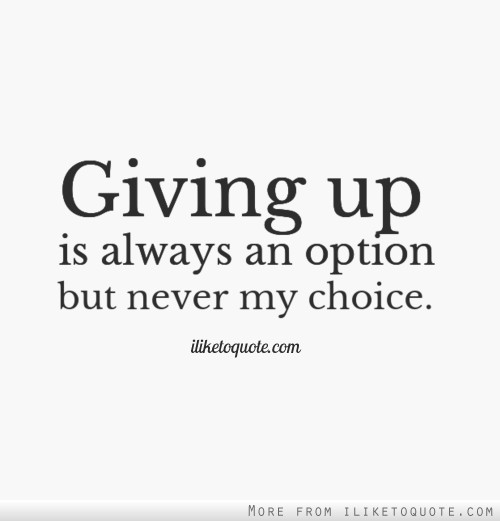 Giving up
is always an option
but never my choice.
iliketoquote.com
More from iliketoquote.com